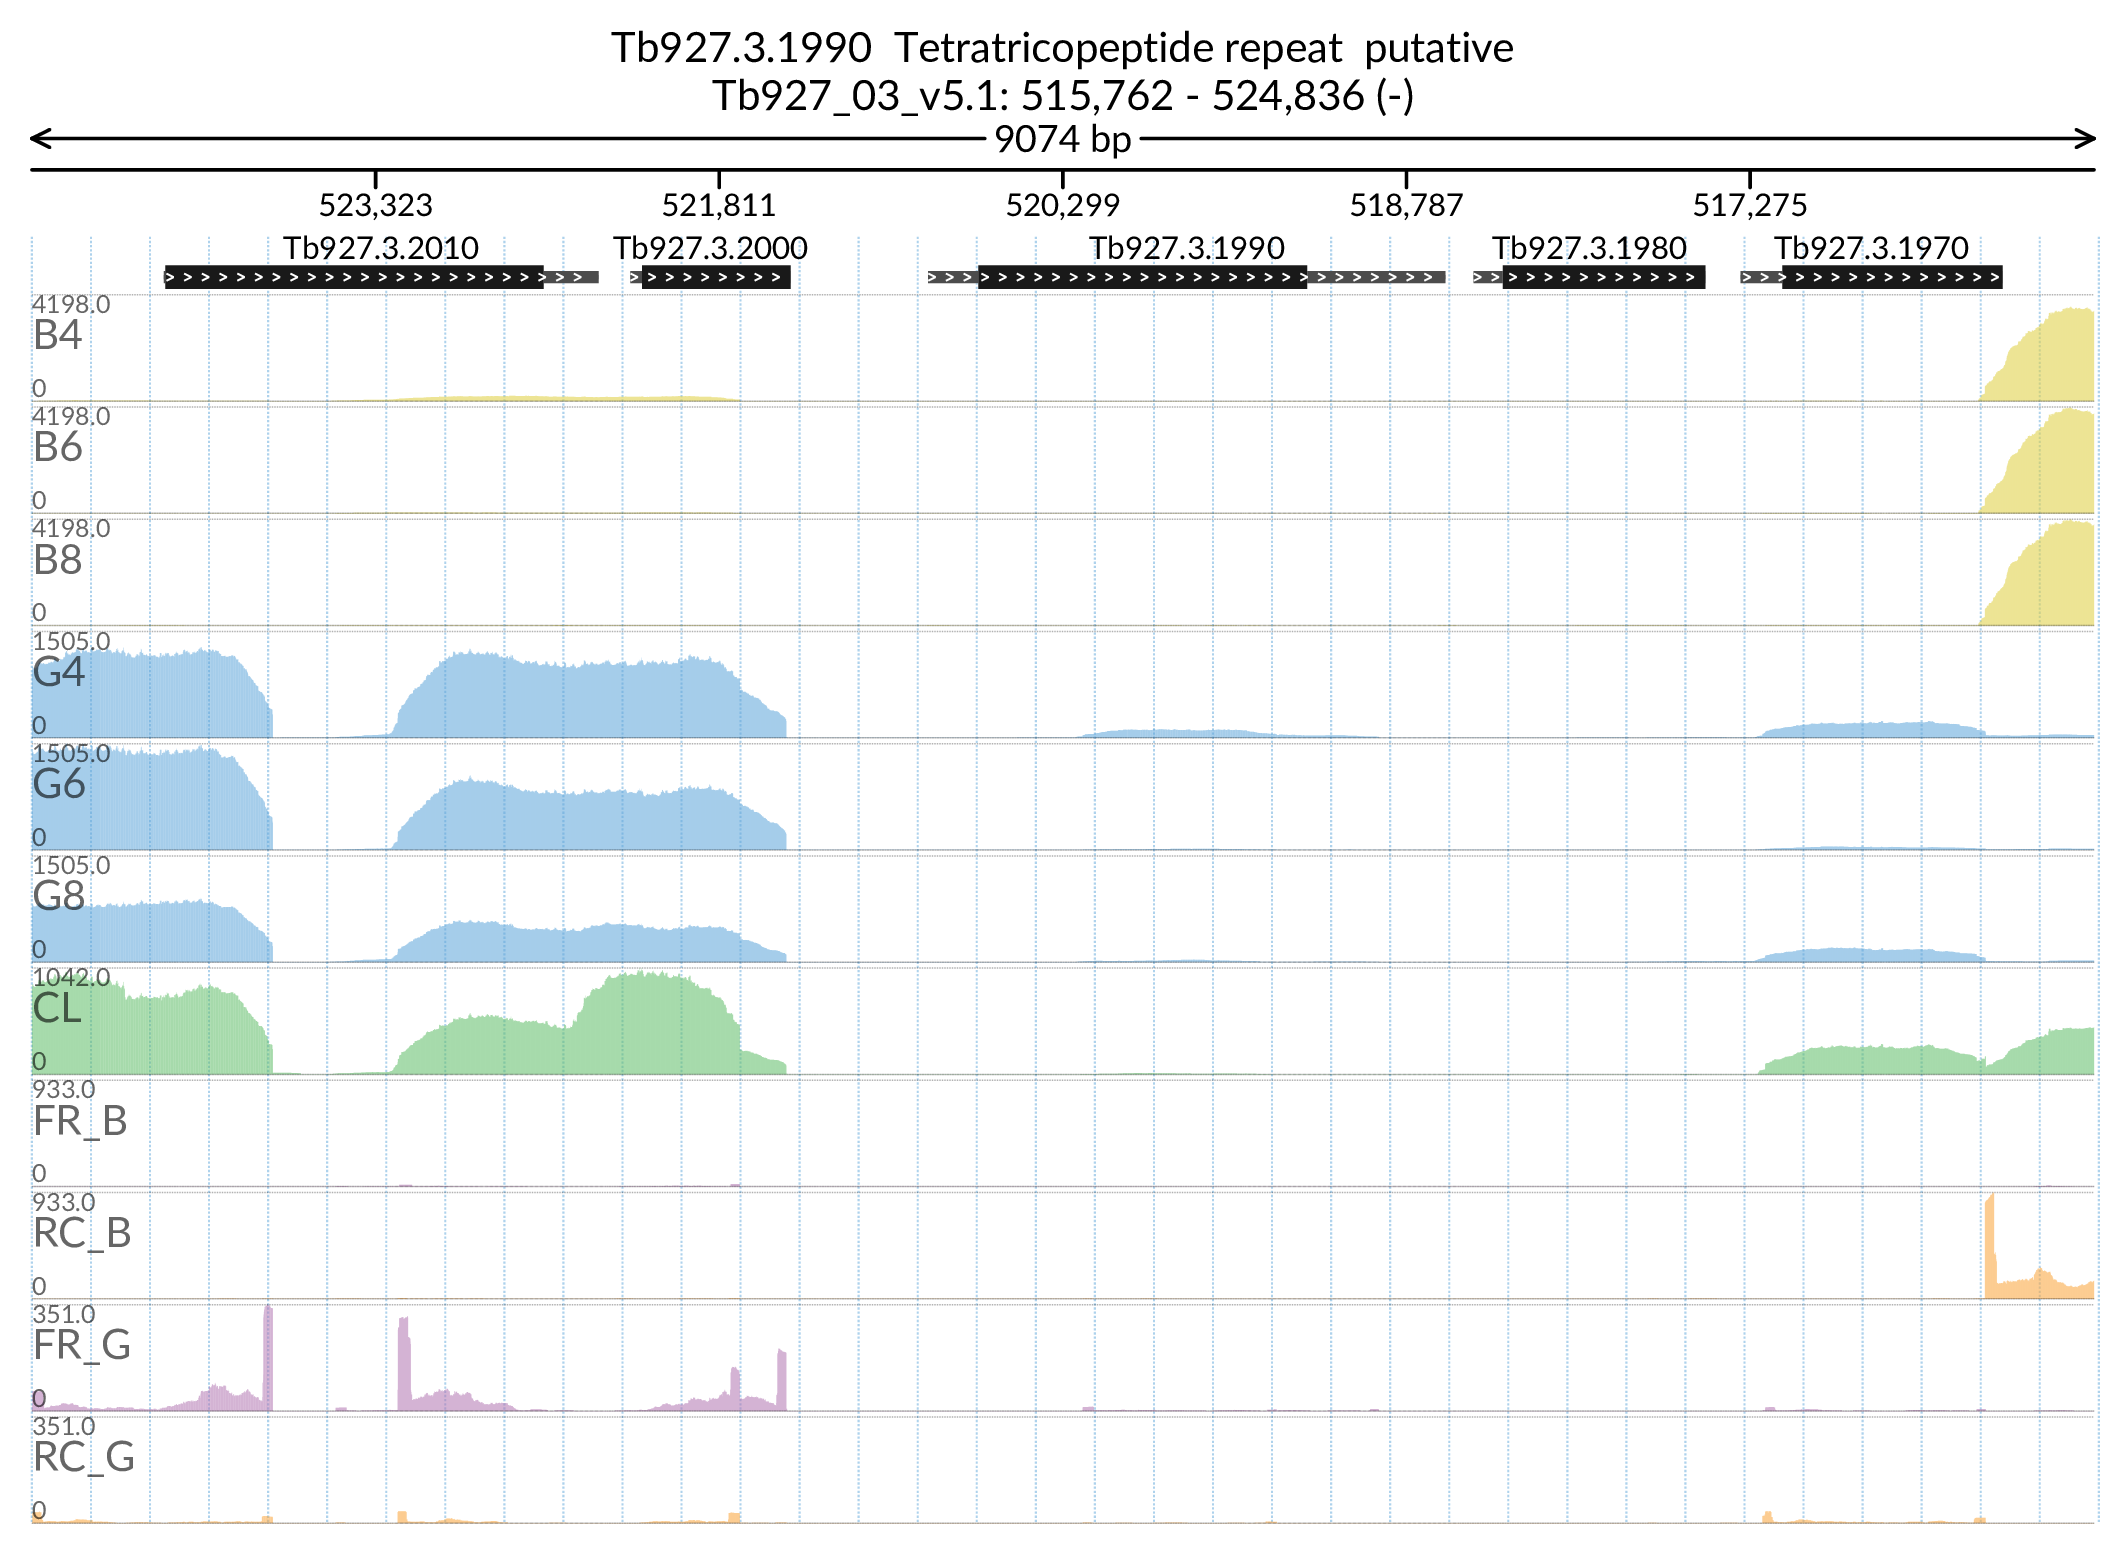 Tb927.3.1990 Tetratricopeptide repeat putative
Tb927_03_v5.1: 515,762 - 524,836 (-)
9074 bp
523,323 521,811 520,299 518,787 517,275
Tb927.3.2010 Tb927.3.2000 Tb927.3.1990 Tb927.3.1980 Tb927.3.1970
4198.0
B4
0
4198.0
B6
0
4198.0
B8
0
1505.0
G4
0
1505.0
G6
0
1505.0
G8
0
1042.0
CL
0
933.0
FR_B
0
933.0
RC_B
0
351.0
FR_G
0
351.0
RC_G
0